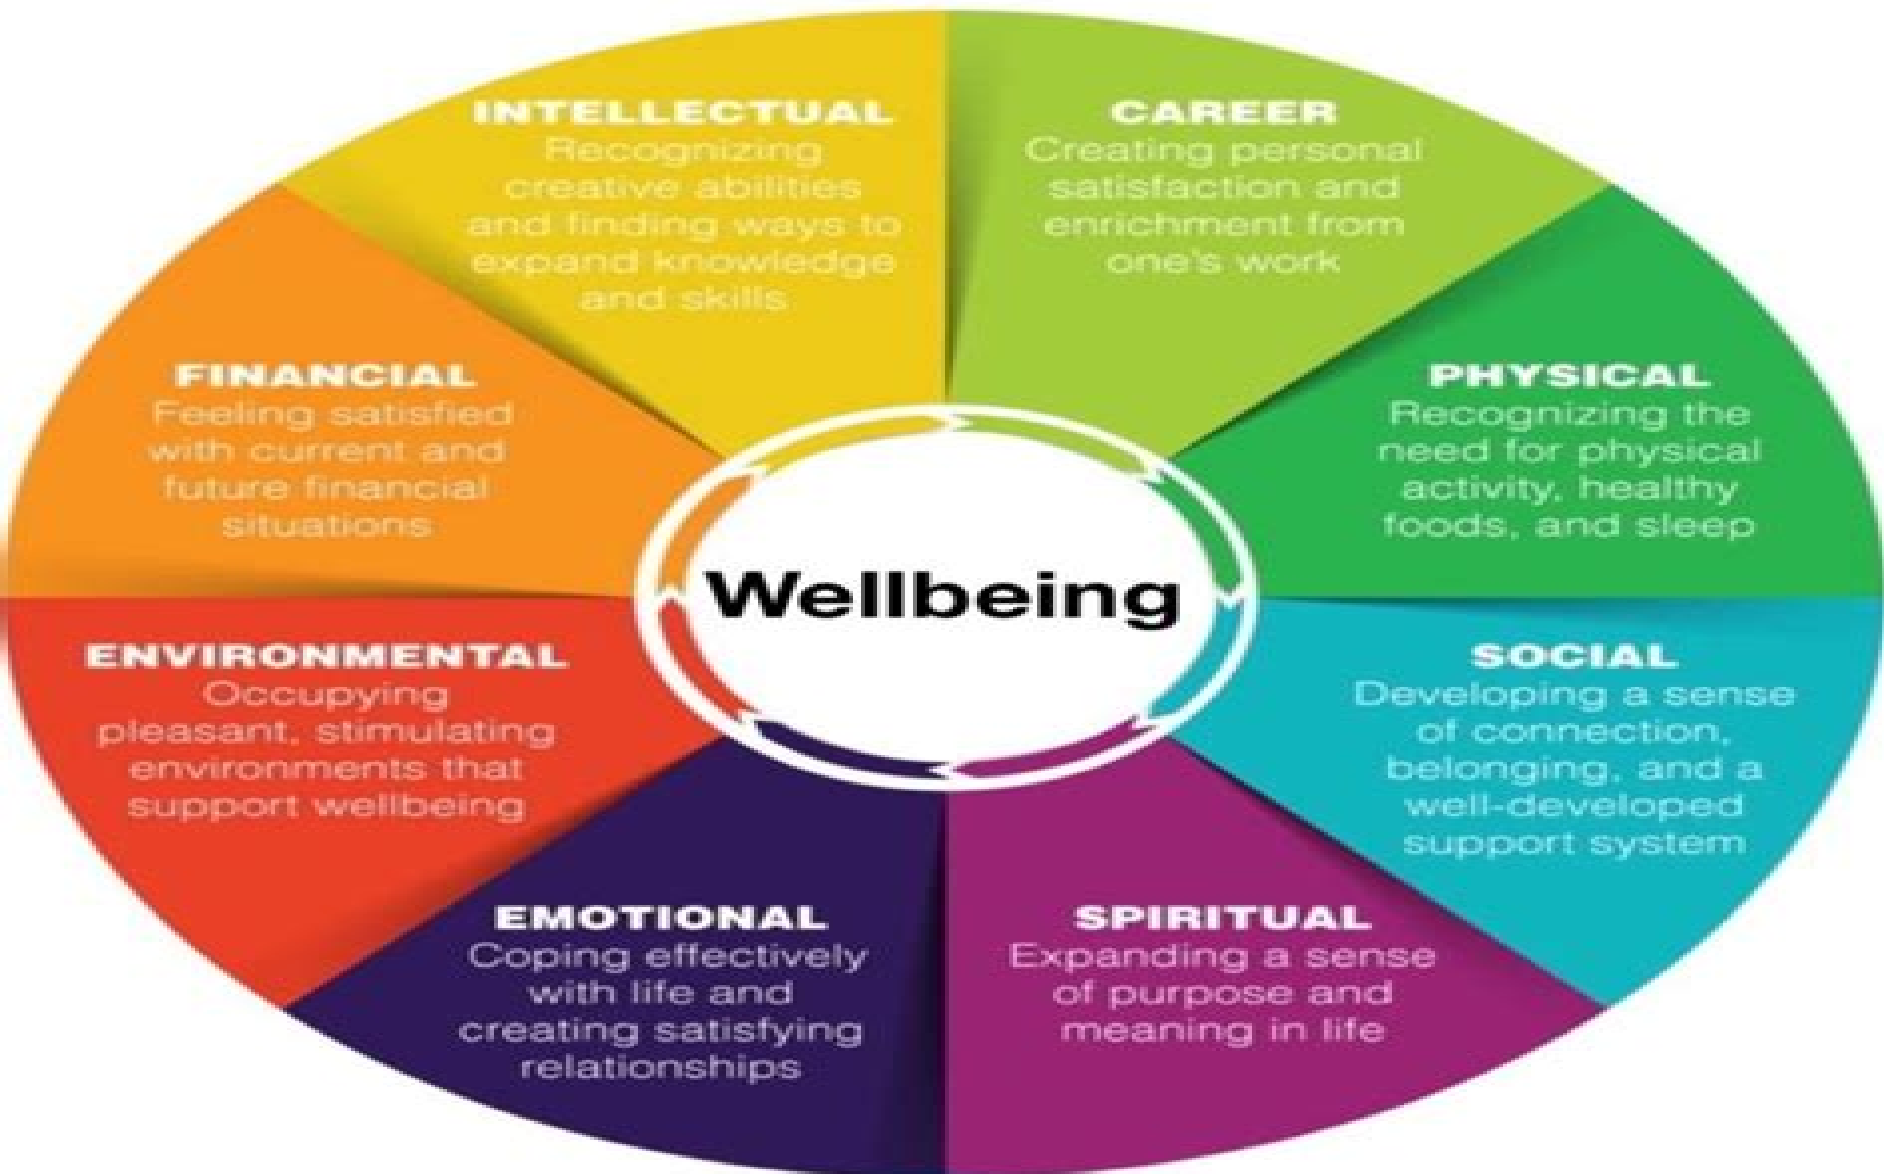 INTELLECTUAL
Recognizing
creative abilities
and finding ways to
expand knowledge
and skills
CAREER
Creating personal
satisfaction and
enrichment from
one's work
PHYSICAL
Recognizing the
need for physical
activity, healthy
foods, and sleep
SOCIAL
Developing a sense
of connection,
belonging, and a
well-developed
support system
SPIRITUAL
Expanding a sense
of purpose and
meaning in life
EMOTIONAL
Coping effectively
with life and
creating satisfying
relationships
ENVIRONMENTAL
Occupying
pleasant, stimulating
environments that
support wellbeing
FINANCIAL
Feeling satisfied
with current and
future financial
situations
Wellbeing